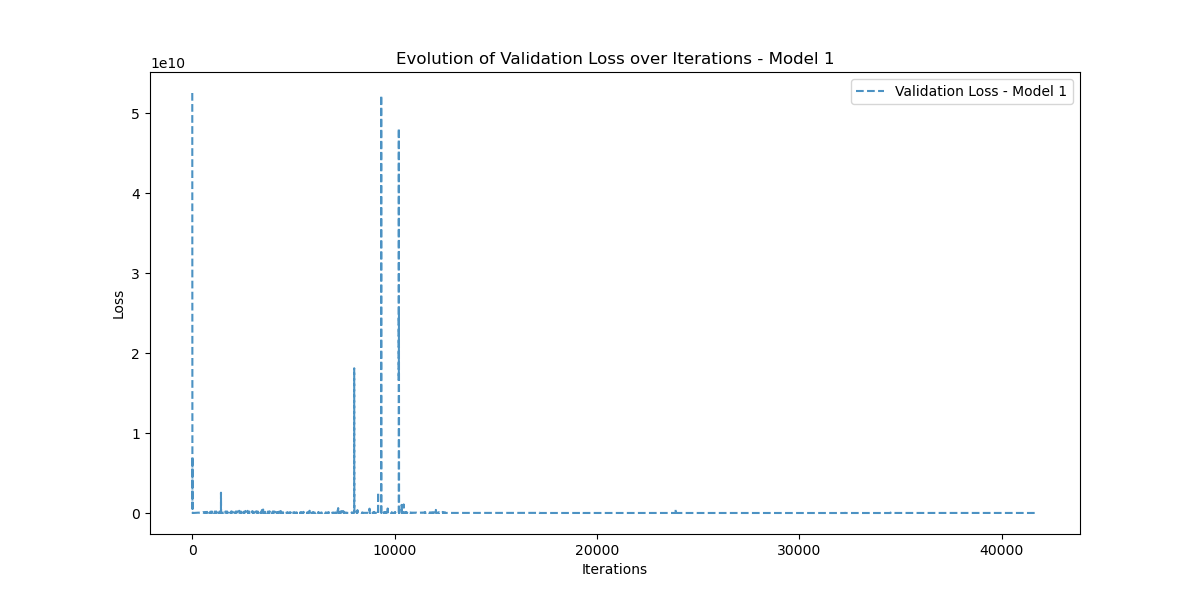 Evolution of Validation Loss over Iterations - Model 1
1e10
Validation Loss - Model 1
5
4
3
2
1
0
Loss
0 10000 20000 30000 40000
Iterations